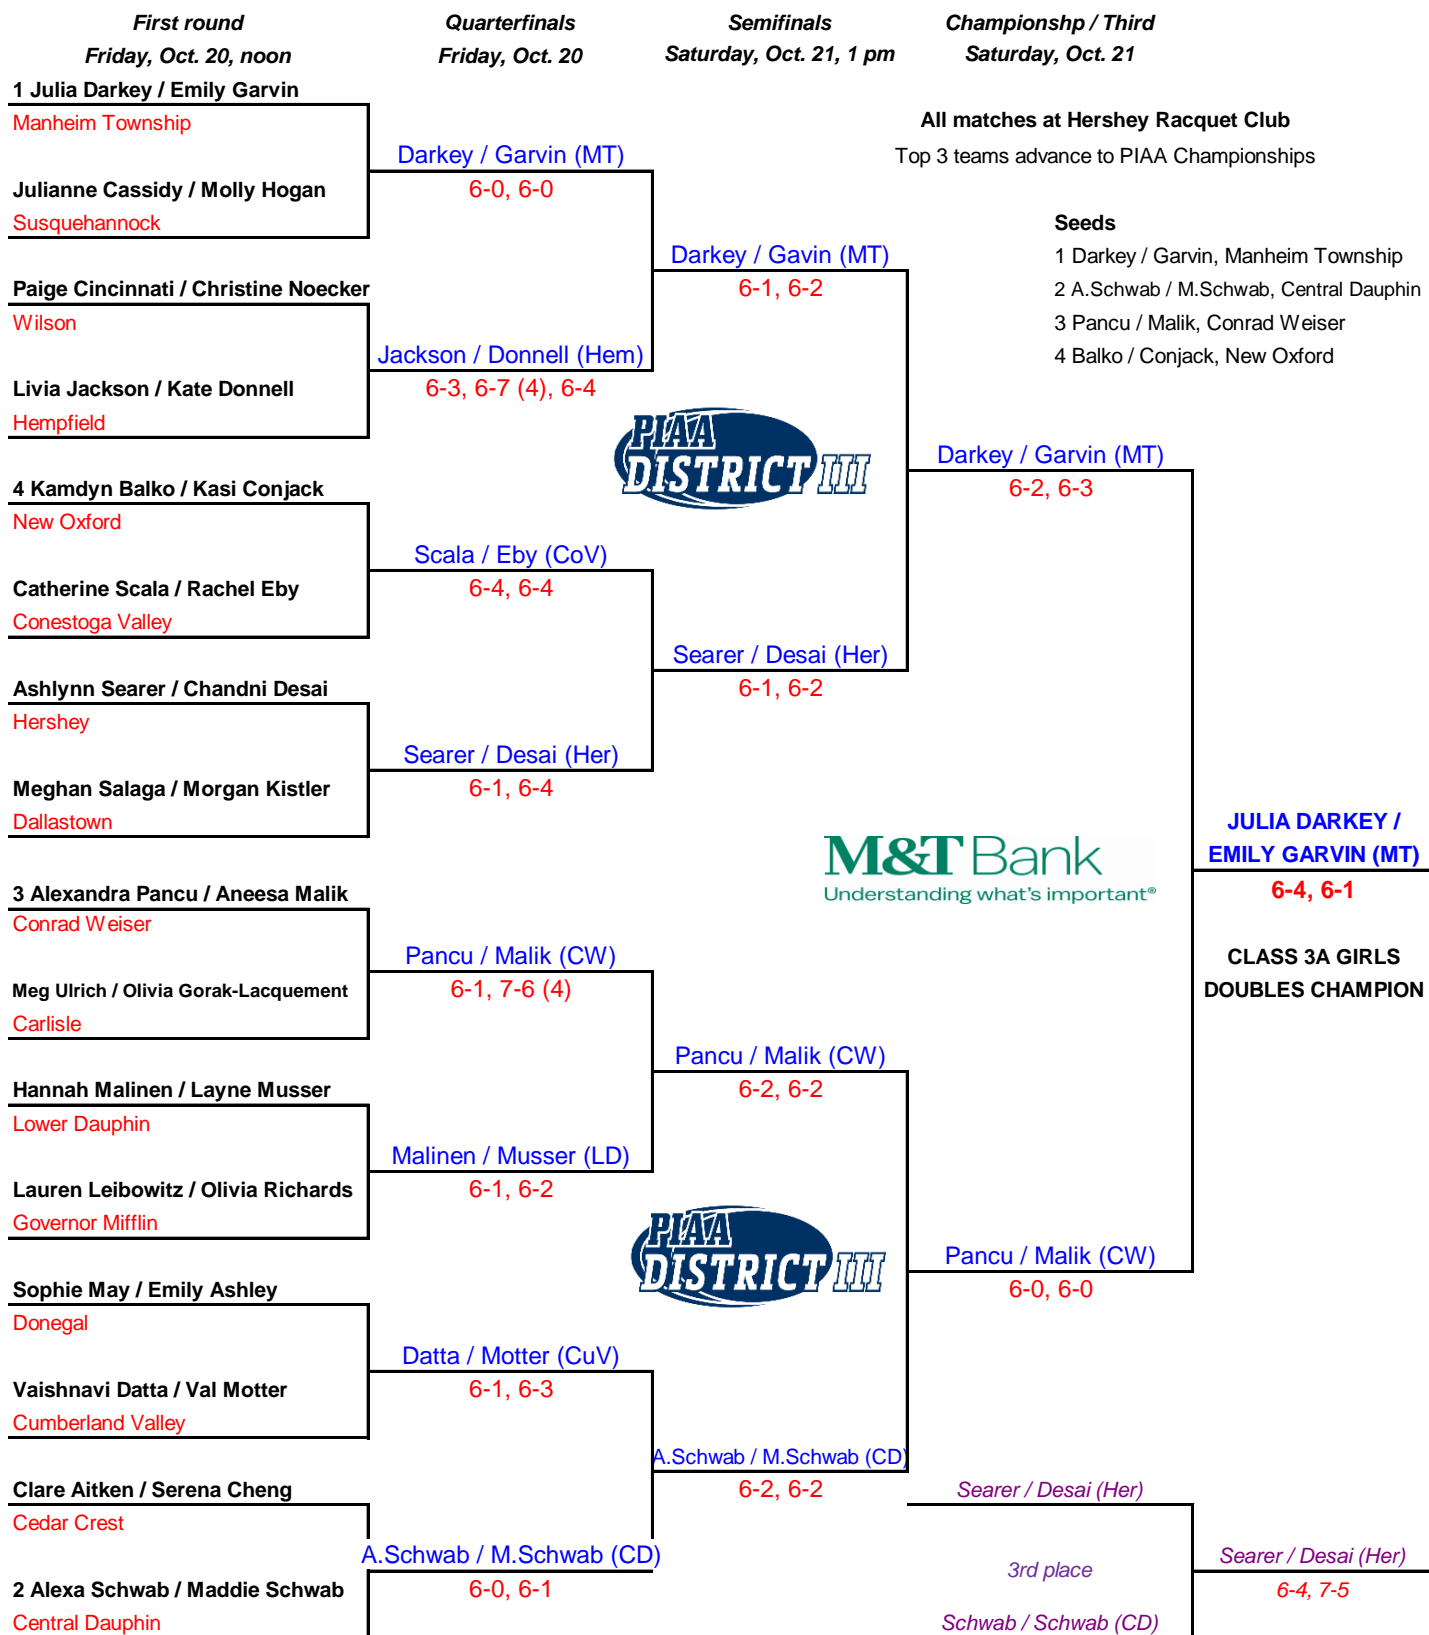 First round
Friday, Oct. 20, noon
Quarterfinals
Friday, Oct. 20
Semifinals
Saturday, Oct. 21, 1 pm
Championshp / Third
Saturday, Oct. 21
All matches at Hershey Racquet Club
Top 3 teams advance to PIAA Championships
Seeds
1 Darkey / Garvin, Manheim Township
2 A.Schwab / M.Schwab, Central Dauphin
3 Pancu / Malik, Conrad Weiser
4 Balko / Conjack, New Oxford
1 Julia Darkey / Emily Garvin
Manheim Township
Julianne Cassidy / Molly Hogan
Susquehannock
Paige Cincinnati / Christine Noecker
Wilson
Livia Jackson / Kate Donnell
Hempfield
4 Kamdyn Balko / Kasi Conjack
New Oxford
Catherine Scala / Rachel Eby
Conestoga Valley
Ashlynn Searer / Chandni Desai
Hershey
Meghan Salaga / Morgan Kistler
Dallastown
3 Alexandra Pancu / Aneesa Malik
Conrad Weiser
Meg Ulrich / Olivia Gorak-Lacquement
Carlisle
Hannah Malinen / Layne Musser
Lower Dauphin
Lauren Leibowitz / Olivia Richards
Governor Mifflin
Sophie May / Emily Ashley
Donegal
Vaishnavi Datta / Val Motter
Cumberland Valley
Clare Aitken / Serena Cheng
Cedar Crest
2 Alexa Schwab / Maddie Schwab
Central Dauphin
Darkey / Garvin (MT)
6-0, 6-0
Jackson / Donnell (Hem)
6-3, 6-7 (4), 6-4
Scala / Eby (CoV)
6-4, 6-4
Searer / Desai (Her)
6-1, 6-4
Pancu / Malik (CW)
6-1, 7-6 (4)
Malinen / Musser (LD)
6-1, 6-2
Datta / Motter (CuV)
6-1, 6-3
A.Schwab / M.Schwab (CD)
6-0, 6-1
Darkey / Gavin (MT)
6-1, 6-2
PIAA
DISTRICT III
Searer / Desai (Her)
6-1, 6-2
Pancu / Malik (CW)
6-2, 6-2
PIAA
DISTRICT III
A.Schwab / M.Schwab (CD)
6-2, 6-2
Darkey / Garvin (MT)
6-2, 6-3
M&T Bank
Understanding what's important®
Pancu / Malik (CW)
6-0, 6-0
JULIA DARKEY /
EMILY GARVIN (MT)
6-4, 6-1
CLASS 3A GIRLS
DOUBLES CHAMPION
Searer / Desai (Her)
3rd place
Schwab / Schwab (CD)
Searer / Desai (Her)
6-4, 7-5